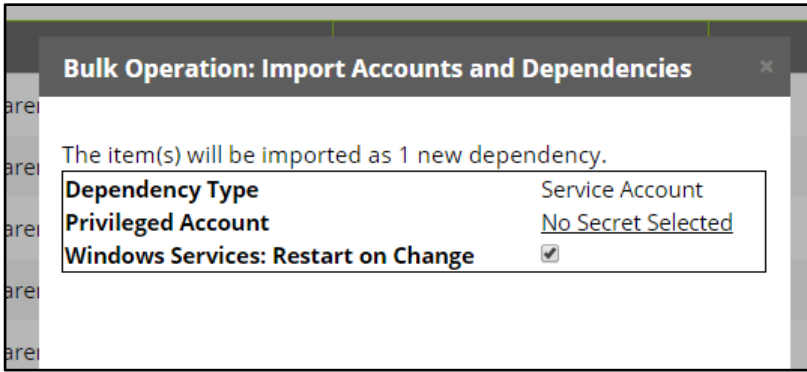 Bulk Operation: Import Accounts and Dependencies ×
The item(s) will be imported as 1 new dependency.
Dependency Type Service Account
Privileged Account No Secret Selected
Windows Services: Restart on Change